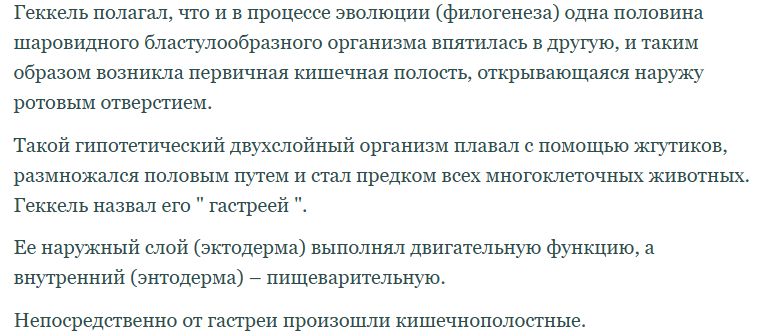 Геккель полагал, что и в процессе эволюции (филогенеза) одна половина
шаровидного бластулообразного организма впятилась в другую, и таким
образом возникла первичная кишечная полость, открывающаяся наружу
ротовым отверстием.
Такой гипотетический двухслойный организм плавал с помощью жгутиков,
размножался половым путем и стал предком всех многоклеточных животных.
Геккель назвал его " гастреей ".
Ее наружный слой (эктодерма) выполнял двигательную функцию, а
внутренний (энтодерма) – пищеварительную.
Непосредственно от гастреи произошли кишечнополостные.